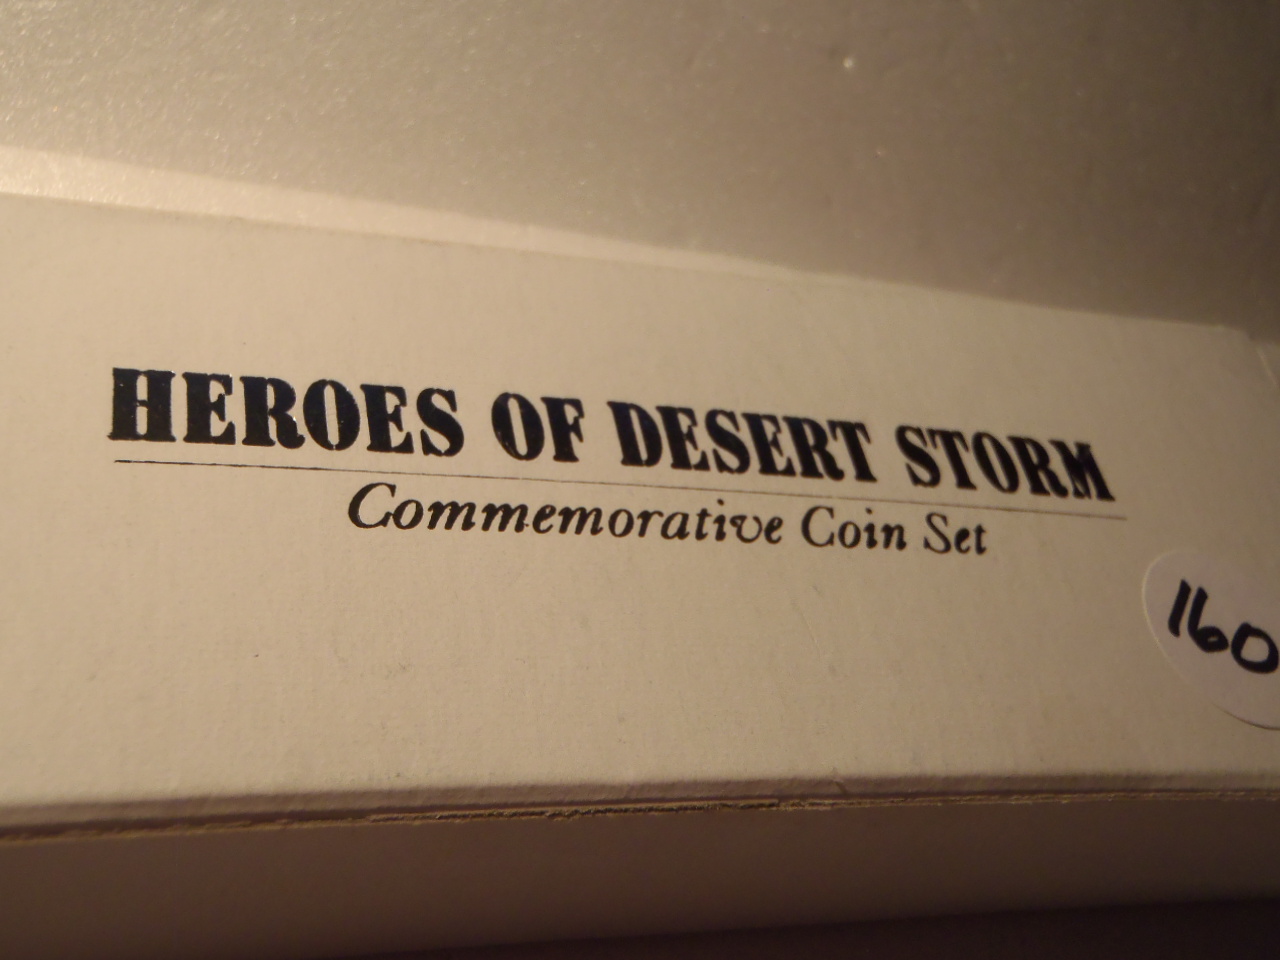 HEROES OF DESERT STORM
Commemorative Coin Set
160